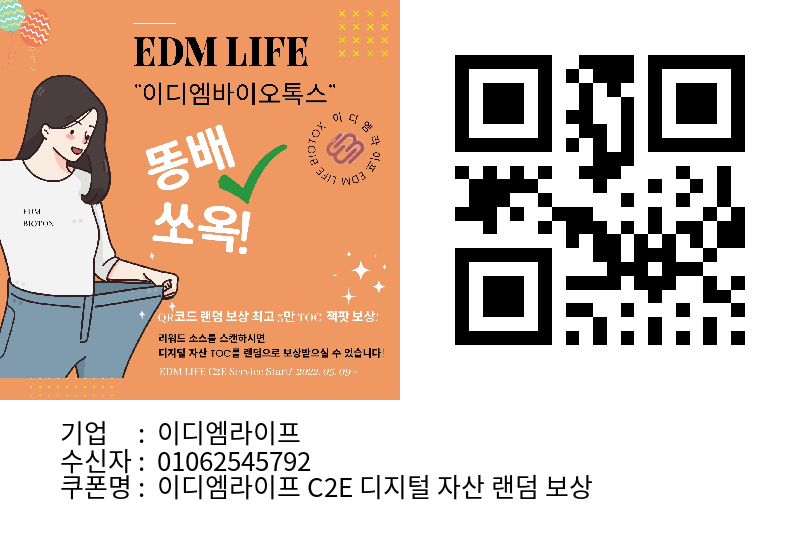 EDM LIFE
"이디엠바이오톡스"
이디엠라이프 EDM LIFE BIOTOX
똥배
쏘옥!
EDM
BIOTOX
QR코드 랜덤 보상 최고 5만 TOC 잭팟 보상!
리워드 소스를 스캔하시면
디지털 자산 TOC를 랜덤으로 보상받으실 수 있습니다!
EDM LIFE C2E Service Start! 2022. 05. 09 ~
기업 : 이디엠라이프
수신자 : 01062545792
쿠폰명 : 이디엠라이프 C2E 디지털 자산 랜덤 보상